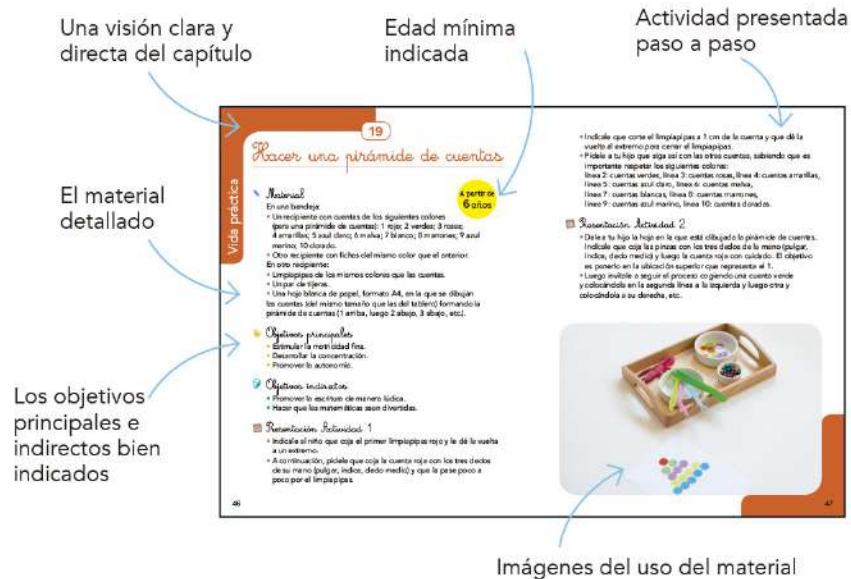 Una visión clara y
directa del capítulo
Edad mínima
indicada
Actividad presentada
paso a paso
El material
detallado
Los objetivos
principales e
indirectos bien
indicados
Vida práctica
19
Hacer una pirámide de cuentas
A partir de
6 años
Material
En una bandeja:
• Un recipiente con cuentas de los siguientes colores
(para una pirámide de cuentas): 1 rojo; 2 verdes; 3 rosas;
4 amarillas; 5 azul claro; 6 malva; 7 blanco; 8 marrones; 9 azul
marino; 10 dorado.
• Otro recipiente con fichas del mismo color que el anterior.
En otro recipiente:
• Limpiapipas de los mismos colores que las cuentas.
• Un par de tijeras.
• Una hoja blanca de papel, formato A4, en la que se dibujan
las cuentas (del mismo tamaño que las del tablero) formando la
pirámide de cuentas (1 arriba, luego 2 abajo, 3 abajo, etc.).
Objetivos principales
• Estimular la motricidad fina.
• Desarrollar la concentración.
• Promover la autonomía.
Objetivos indirectos
• Promover la escritura de manera lúdica.
• Hacer que las matemáticas sean divertidas.
Presentación Actividad 1
• Indícale al niño que coja el primer limpiapipas rojo y le dé la vuelta
a un extremo.
• A continuación, pídele que coja la cuenta roja con los tres dedos
de su mano (pulgar, índice, dedo medio) y que la pase poco a
poco por el limpiapipas.
46
• Indícale que corte el limpiapipas a 1 cm de la cuenta y que dé la
vuelta al extremo para cerrar el limpiapipas.
• Pídele a tu hijo que siga así con las otras cuentas, sabiendo que es
importante respetar los siguientes colores:
línea 2: cuentas verdes, línea 3: cuentas rosas, línea 4: cuentas amarillas,
línea 5: cuentas azul claro, línea 6: cuentas malva,
línea 7: cuentas blancas, línea 8: cuentas marrones,
línea 9: cuentas azul marino, línea 10: cuentas doradas.
Presentación Actividad 2
• Dale a tu hijo la hoja en la que está dibujada la pirámide de cuentas.
Indícale que coja las pinzas con los tres dedos de la mano (pulgar,
índice, dedo medio) y luego la cuenta roja con cuidado. El objetivo
es ponerlo en la ubicación superior que representa el 1.
• Luego invítale a seguir el proceso cogiendo una cuenta verde
y colocándola en la segunda línea a la izquierda y luego otra y
colocándola a su derecha, etc.
47
Imágenes del uso del material